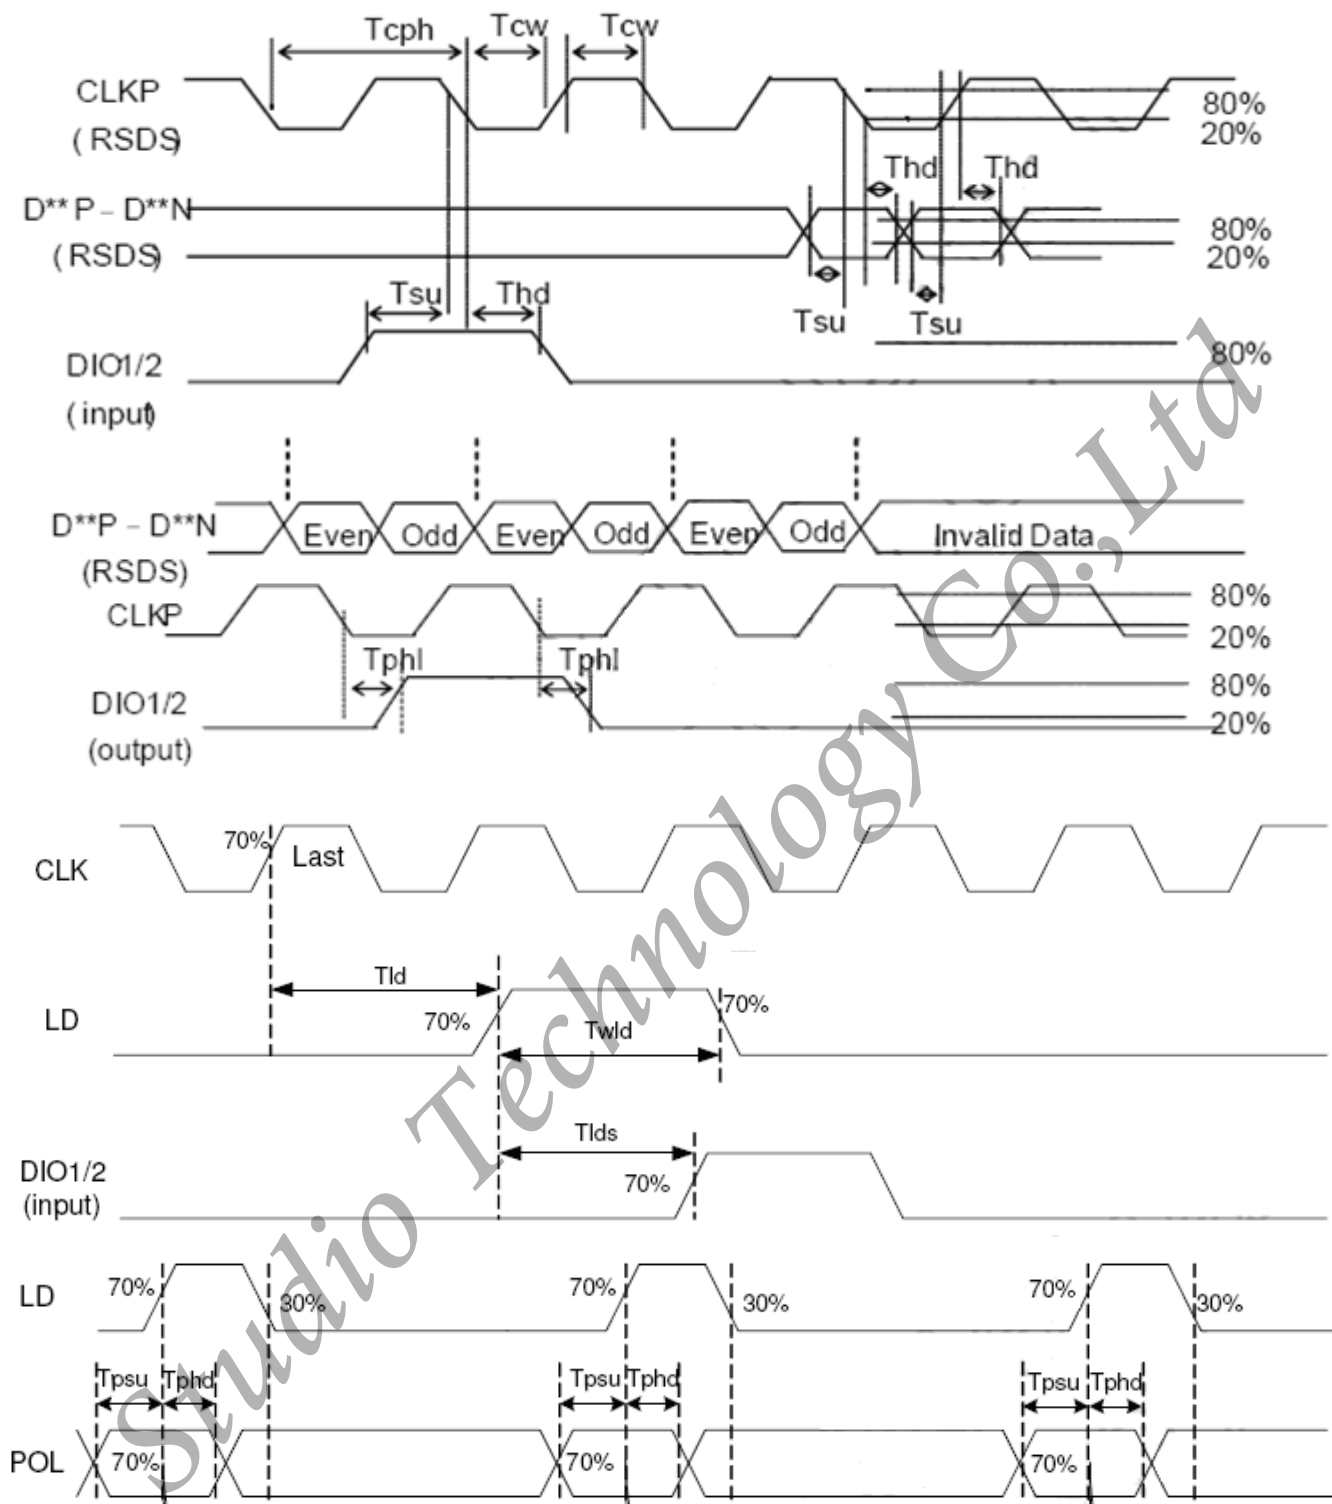 Tcph Tcw Tcw
CLKP
(RSDS)
80%
20%
Thd Thd
D**P – D**N
(RSDS)
80%
20%
Tsu Thd
Tsu Tsu
DIO1/2
(input)
80%
D**P – D**N
(RSDS)
Even Odd Even Odd Even Odd Invalid Data
CLKP
80%
20%
Tphl Tphl
DIO1/2
(output)
80%
20%
CLK
70% Last
Tld
LD
70% 70%
Twld
Tlds
DIO1/2
(input)
70%
LD
70% 30% 70% 30% 70% 30%
Tpsu Tphd Tpsu Tphd Tpsu Tphd
POL
70% 70% 70%
Studio Technology Co.,Ltd